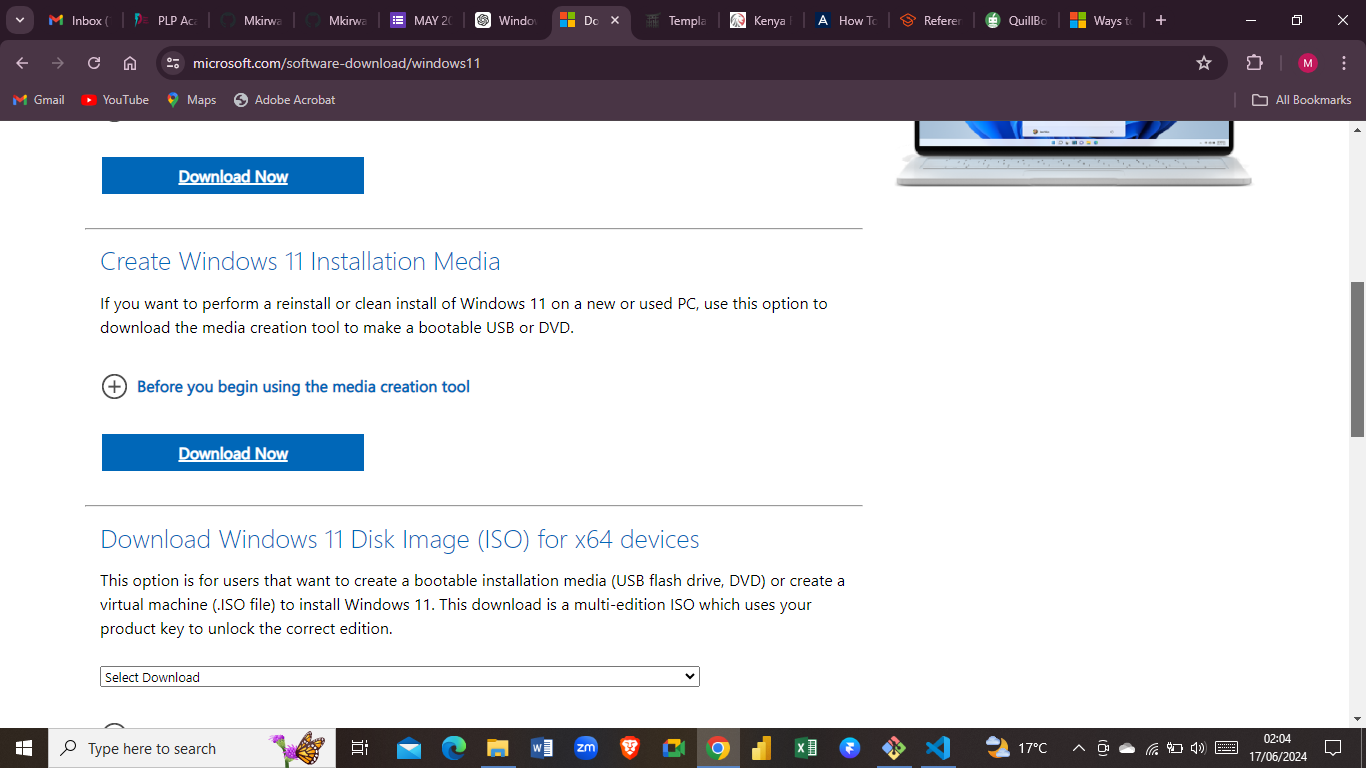 Inbox (
PLP Aca
Mkirwa
Mkirwa
MAY 20
Windo
Do
Templa
Kenya
How To
Referen
QuillBo
Ways to
microsoft.com/software-download/windows11
M
Gmail
YouTube
Maps
Adobe Acrobat
All Bookmarks
Download Now
Create Windows 11 Installation Media
If you want to perform a reinstall or clean install of Windows 11 on a new or used PC, use this option to
download the media creation tool to make a bootable USB or DVD.
Before you begin using the media creation tool
Download Now
Download Windows 11 Disk Image (ISO) for x64 devices
This option is for users that want to create a bootable installation media (USB flash drive, DVD) or create a
virtual machine (.ISO file) to install Windows 11. This download is a multi-edition ISO which uses your
product key to unlock the correct edition.
Select Download
Type here to search
zm
17°C
02:04
17/06/2024